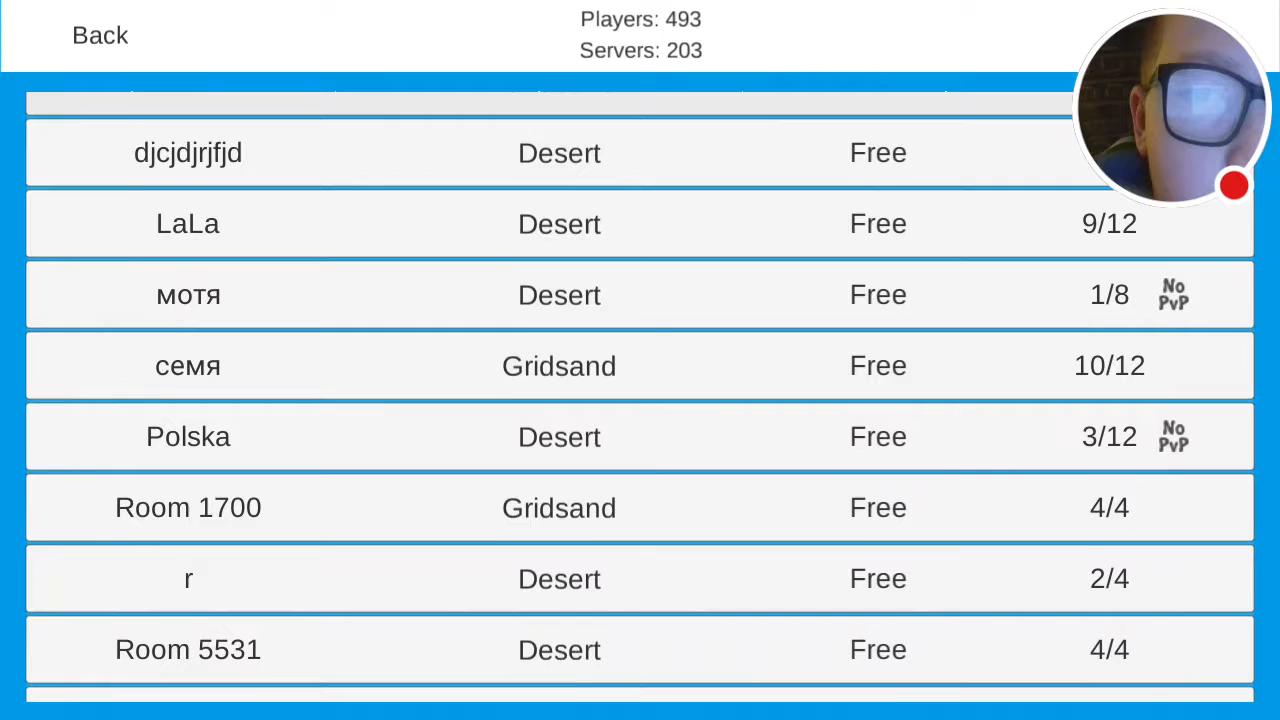 Back
Players: 493
Servers: 203
djcjdjrjfjd Desert Free
LaLa Desert Free 9/12
мотя Desert Free 1/8 No PvP
семя Gridsand Free 10/12
Polska Desert Free 3/12 No PvP
Room 1700 Gridsand Free 4/4
r Desert Free 2/4
Room 5531 Desert Free 4/4